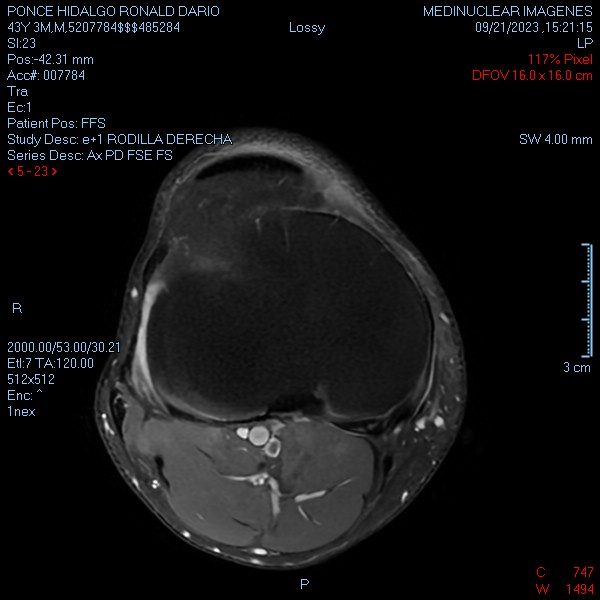 PONCE HIDALGO RONALD DARIO
43Y 3M,M,5207784$$$485284
SI:23
Pos:-42.31 mm
Acc#: 007784
Tra
Ec:1
Patient Pos: FFS
Study Desc: e+1 RODILLA DERECHA
Series Desc: Ax PD FSE FS
< 5 - 23 >
Lossy
MEDINUCLEAR IMAGENES
09/21/2023 ,15:21:15
LP
117% Pixel
DFOV 16.0 x 16.0 cm
SW 4.00 mm
R
2000.00/53.00/30.21
Etl:7 TA:120.00
512x512
Enc: ^
1nex
3 cm
P
C 747
W 1494